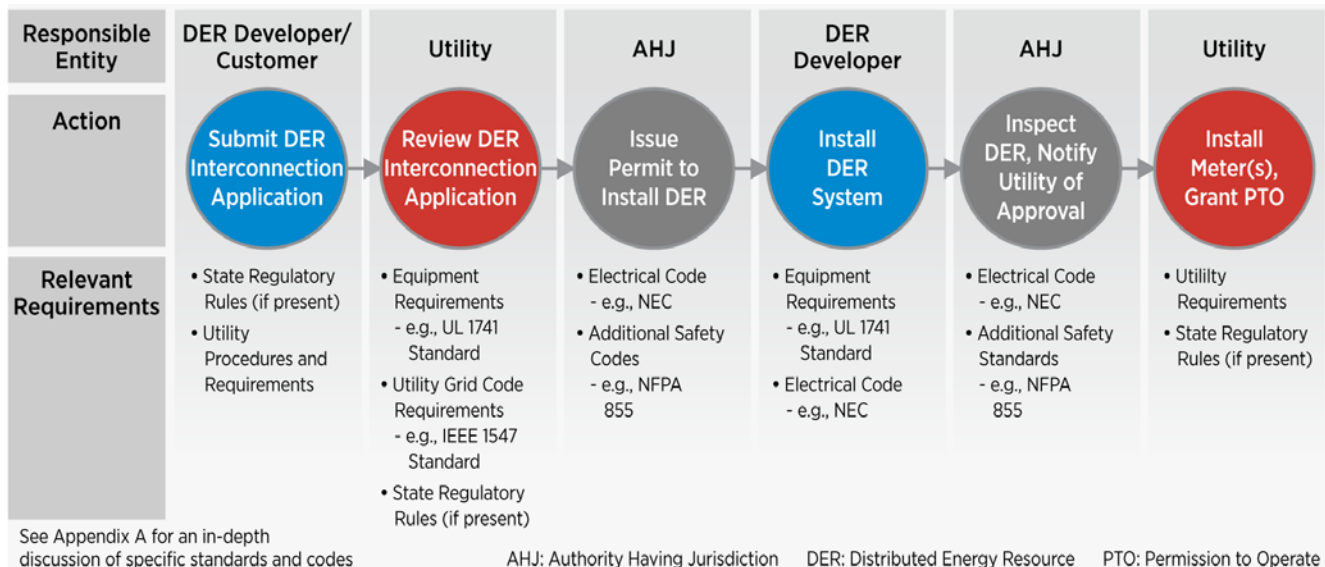 Responsible
Entity
DER Developer/
Customer
Utility
AHJ
DER
Developer
AHJ
Utility
Action
Submit DER
Interconnection
Application
Review DER
Interconnection
Application
Issue
Permit to
Install DER
Install
DER
System
Inspect
DER, Notify
Utility of
Approval
Install
Meter(s),
Grant PTO
Relevant
Requirements
• State Regulatory
Rules (if present)
• Utility
Procedures and
Requirements
• Equipment
Requirements
- e.g., UL 1741
Standard
• Utility Grid Code
Requirements
- e.g., IEEE 1547
Standard
• State Regulatory
Rules (if present)
• Electrical Code
- e.g., NEC
• Additional Safety
Codes
- e.g., NFPA
855
• Equipment
Requirements
- e.g., UL 1741
Standard
• Electrical Code
- e.g., NEC
• Electrical Code
- e.g., NEC
• Additional Safety
Standards
- e.g., NFPA
855
• Utililty
Requirements
• State Regulatory
Rules (if present)
See Appendix A for an in-depth
discussion of specific standards and codes
AHJ: Authority Having Jurisdiction DER: Distributed Energy Resource PTO: Permission to Operate